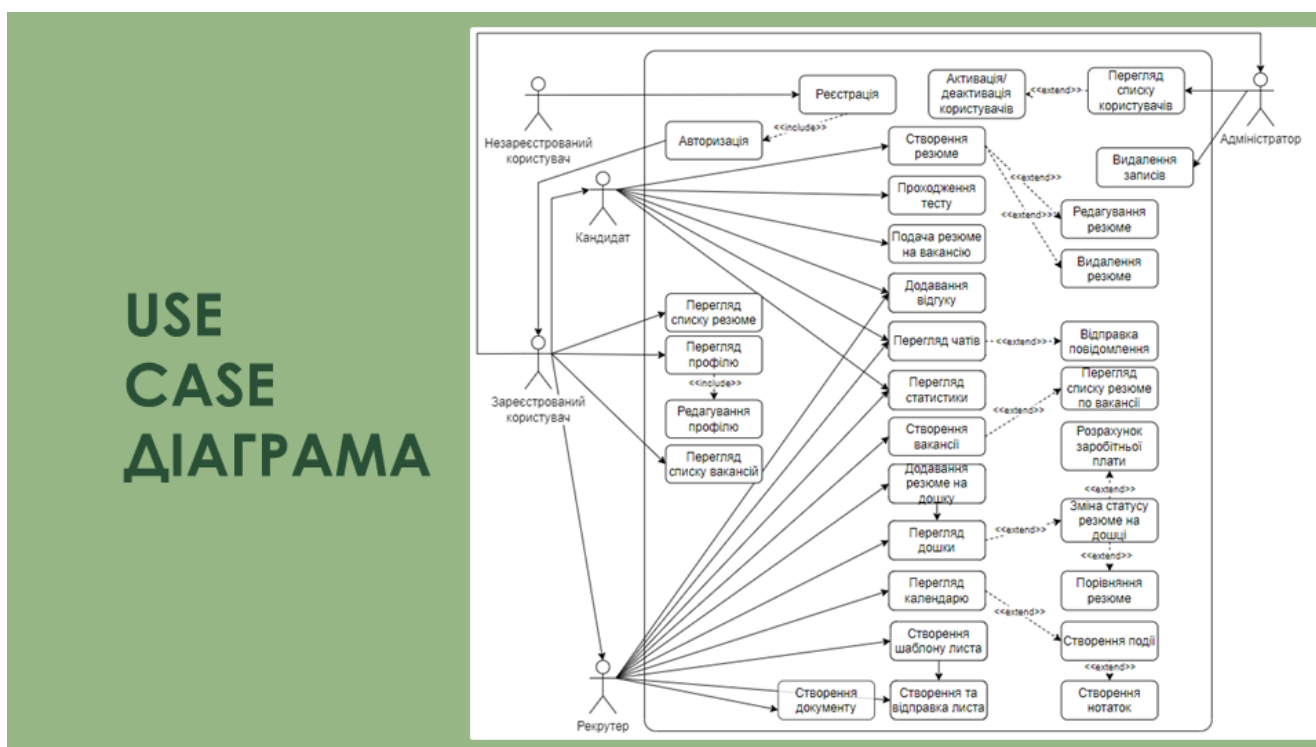 USE
CASE
ДІАГРАМА
Незареєстрований
користувач
Реєстрація
<<include>>
Авторизація
Активація/
деактивація
користувачів
<<extend>>
Перегляд
списку
користувачів
Адміністратор
Видалення
записів
Кандидат
Створення
резюме
<<extend>>
<<extend>>
Редагування
резюме
Видалення
резюме
Проходження
тесту
Подача резюме
на вакансію
Додавання
відгуку
Перегляд чатів
<<extend>>
Відправка
повідомлення
Зареєстрований
користувач
Перегляд
списку резюме
Перегляд
профілю
<<include>>
Редагування
профілю
Перегляд
списку вакансій
Перегляд
статистики
Створення
вакансії
<<extend>>
Перегляд
списку резюме
по вакансії
Додавання
резюме на
дошку
Перегляд
дошки
<<extend>>
Розрахунок
заробітньої
плати
<<extend>>
Зміна статусу
резюме на
дошці
<<extend>>
Порівняння
резюме
Перегляд
календарю
<<extend>>
Створення події
<<extend>>
Створення
нотаток
Створення
шаблону листа
Створення та
відправка листа
Створення
документу
Рекрутер